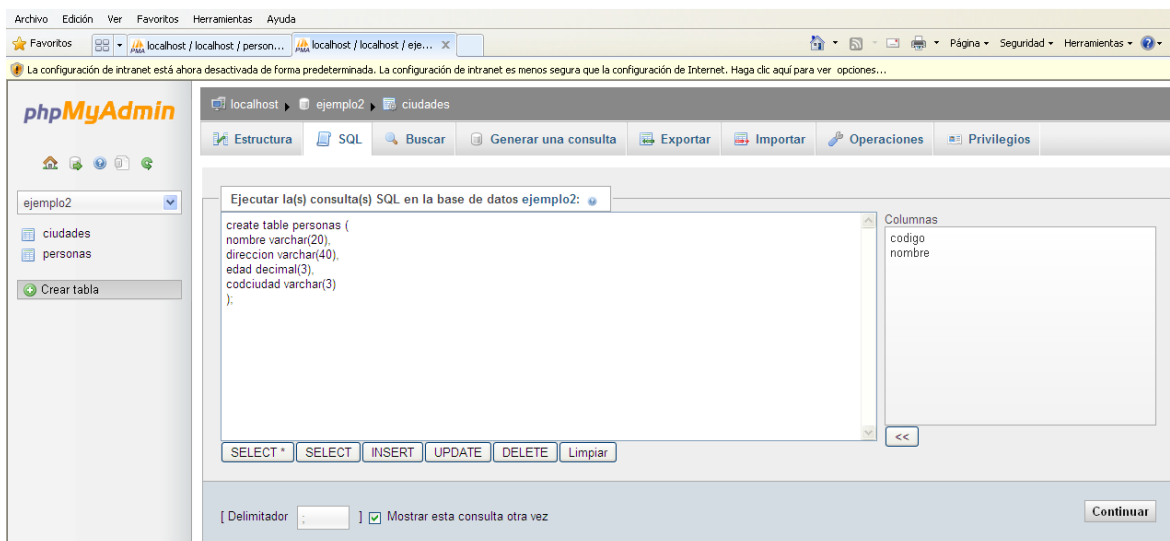 Archivo Edición Ver Favoritos Herramientas Ayuda
Favoritos localhost / localhost / person... localhost / localhost / eje... X Página Seguridad Herramientas
La configuración de intranet está ahora desactivada de forma predeterminada. La configuración de intranet es menos segura que la configuración de Internet. Haga clic aquí para ver opciones...
phpMyAdmin
localhost ejemplo2 ciudades
Estructura SQL Buscar Generar una consulta Exportar Importar Operaciones Privilegios
ejemplo2
ciudades
personas
Crear tabla
Ejecutar la(s) consulta(s) SQL en la base de datos ejemplo2:
create table personas (
nombre varchar(20),
direccion varchar(40),
edad decimal(3),
codciudad varchar(3)
);
Columnas
codigo
nombre
<<
SELECT * SELECT INSERT UPDATE DELETE Limpiar
[ Delimitador ; ] Mostrar esta consulta otra vez
Continuar